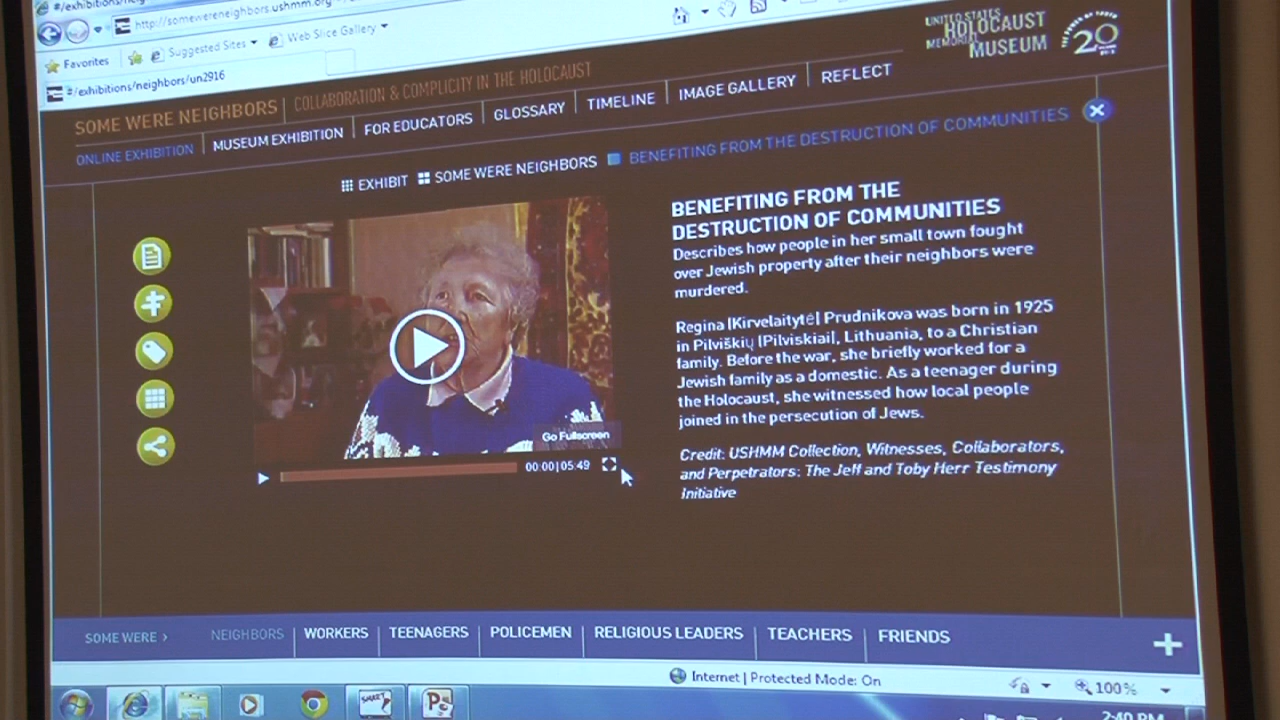 #/exhibitions/neig
http://somewereneighbors.ushmm.org
Favorites
Suggested Sites
Web Slice Gallery
#/exhibitions/neighbors/un2916
UNITED STATES
HOLOCAUST
MEMORIAL
MUSEUM
20
SOME WERE NEIGHBORS
COLLABORATION & COMPLICITY IN THE HOLOCAUST
ONLINE EXHIBITION
MUSEUM EXHIBITION
FOR EDUCATORS
GLOSSARY
TIMELINE
IMAGE GALLERY
REFLECT
EXHIBIT
SOME WERE NEIGHBORS
BENEFITING FROM THE DESTRUCTION OF COMMUNITIES
BENEFITING FROM THE
DESTRUCTION OF COMMUNITIES
Describes how people in her small town fought
over Jewish property after their neighbors were
murdered.
Regina [Kirvelaitytė] Prudnikova was born in 1925
in Pilviškių [Pilviskiai], Lithuania, to a Christian
family. Before the war, she briefly worked for a
Jewish family as a domestic. As a teenager during
the Holocaust, she witnessed how local people
joined in the persecution of Jews.
Credit: USHMM Collection, Witnesses, Collaborators,
and Perpetrators: The Jeff and Toby Herr Testimony
Initiative
Go Fullscreen
00:00|05:49
SOME WERE >
NEIGHBORS
WORKERS
TEENAGERS
POLICEMEN
RELIGIOUS LEADERS
TEACHERS
FRIENDS
Internet | Protected Mode: On
100%
SMART
2:40 PM